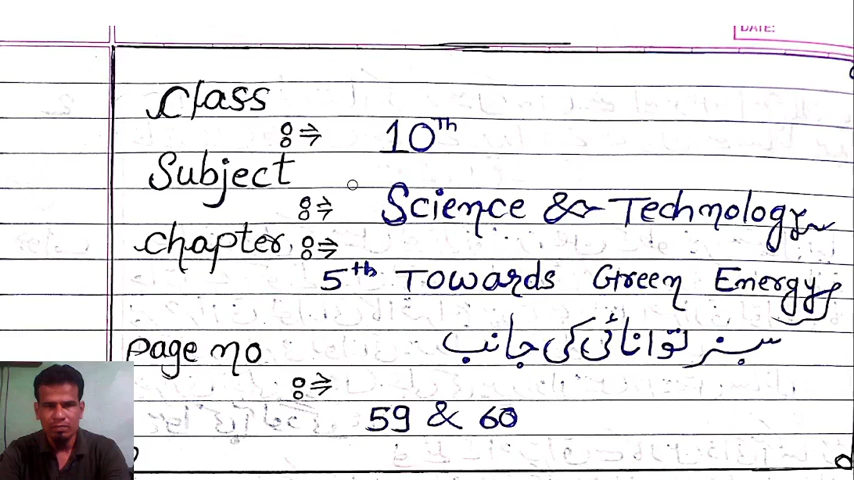 DATE:
Class
⇒ 10th
Subject
⇒ Science & Technology
Chapter ⇒
5th Towards Green Energy
سبز توانائی کی جانب
Page no
⇒
59 & 60